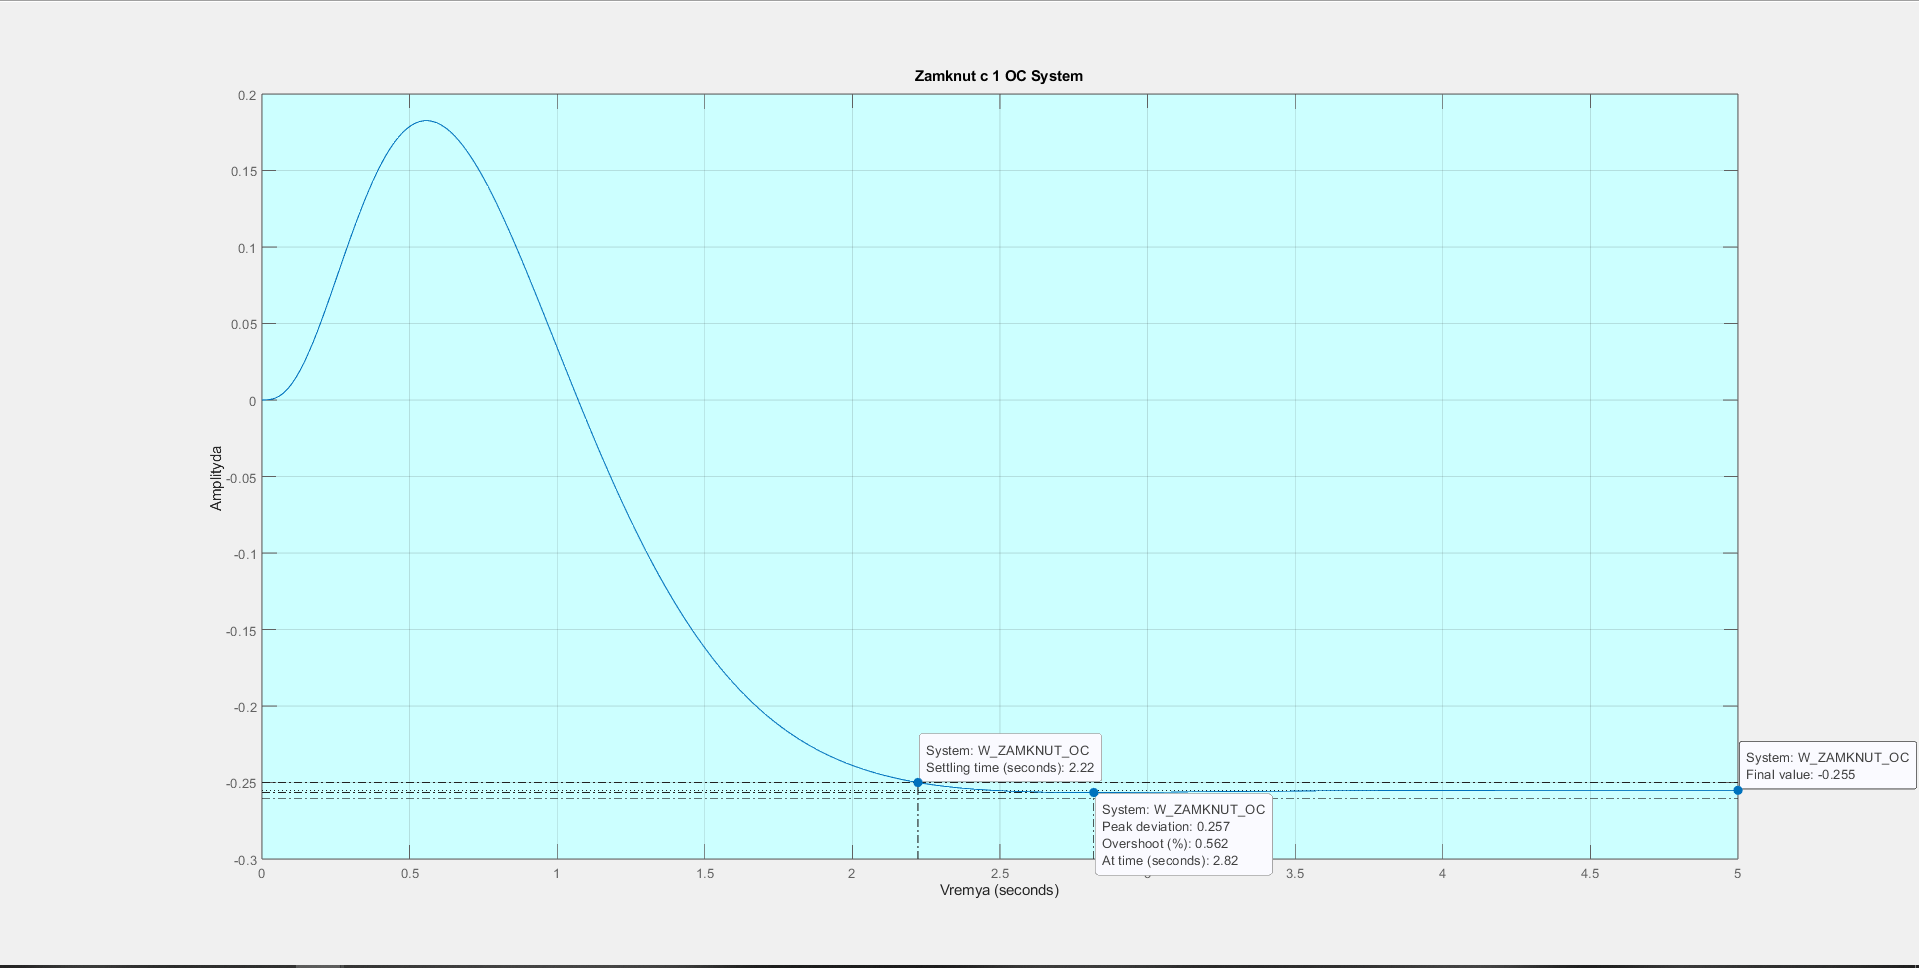 Zamknut c 1 OC System
0.2
0.15
0.1
0.05
0
-0.05
-0.1
-0.15
-0.2
-0.25
-0.3
Amplityda
System: W_ZAMKNUT_OC
Settling time (seconds): 2.22
System: W_ZAMKNUT_OC
Final value: -0.255
System: W_ZAMKNUT_OC
Peak deviation: 0.257
Overshoot (%): 0.562
At time (seconds): 2.82
0 0.5 1 1.5 2 2.5 3.5 4 4.5 5
Vremya (seconds)